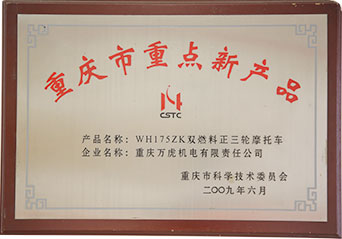 重庆市重点新产品
CSTC
产品名称：WH175ZK双燃料正三轮摩托车
企业名称：重庆万虎机电有限责任公司
重庆市科学技术委员会
二〇〇九年六月